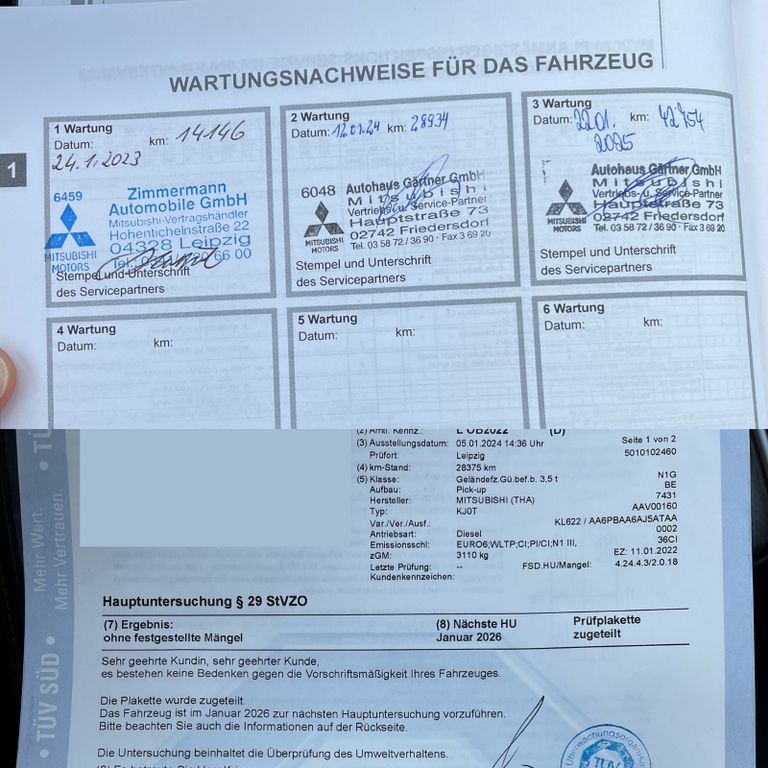 WARTUNGSNACHWEISE FÜR DAS FAHRZEUG
1
1 Wartung
Datum: km: 14146
24.1.2023
6459
MITSUBISHI
MOTORS
Zimmermann
Automobile GmbH
Mitsubishi-Vertragshändler
Hohentichelnstraße 22
04328 Leipzig
Tel. 66 00
Stempel und Unterschrift
des Servicepartners
2 Wartung
Datum: 12.01.24 km: 28934
6048
MITSUBISHI
MOTORS
Autohaus Gärtner GmbH
Mitsubishi
Vertriebs-u. Service-Partner
Hauptstraße 73
02742 Friedersdorf
Tel. 03 58 72 / 36 90 · Fax 3 69 20
Stempel und Unterschrift
des Servicepartners
3 Wartung
Datum: 22.01. km: 42754
2025
MITSUBISHI
MOTORS
Autohaus Gärtner GmbH
Mitsubishi
Vertriebs-u. Service-Partner
Hauptstraße 73
02742 Friedersdorf
Tel. 03 58 72 / 36 90 · Fax 3 69 20
Stempel und Unterschrift
des Servicepartners
4 Wartung
Datum: km:
5 Wartung
Datum: km:
6 Wartung
Datum: km:
TÜV SÜD • Mehr Wert.
Mehr Vertrauen.
(2) Amtl. Kennz.: L OB2022 (D)
(3) Ausstellungsdatum: 05.01.2024 14:36 Uhr Seite 1 von 2
Prüfort: Leipzig 5010102460
(4) km-Stand: 28375 km
(5) Klasse: Geländefz.Gü.bef.b. 3,5 t N1G
Aufbau: Pick-up BE
Hersteller: MITSUBISHI (THA) 7431
Typ: KJ0T AAV00160
Var./Ver./Ausf.: KL622 / AA6PBAA6AJ5ATAA
Antriebsart: Diesel 0002
Emissionsschl.: EURO6;WLTP;CI;PI/CI;N1 III, 36CI
zGM: 3110 kg EZ: 11.01.2022
Letzte Prüfung: -- FSD.HU/Mangel: 4.24.4.3/2.0.18
Kundenkennzeichen:
Hauptuntersuchung § 29 StVZO
(7) Ergebnis: (8) Nächste HU Prüfplakette
ohne festgestellte Mängel Januar 2026 zugeteilt
Sehr geehrte Kundin, sehr geehrter Kunde,
es bestehen keine Bedenken gegen die Vorschriftsmäßigkeit Ihres Fahrzeuges.
Die Plakette wurde zugeteilt.
Das Fahrzeug ist im Januar 2026 zur nächsten Hauptuntersuchung vorzuführen.
Bitte beachten Sie auch die Informationen auf der Rückseite.
Die Untersuchung beinhaltet die Überprüfung des Umweltverhaltens.